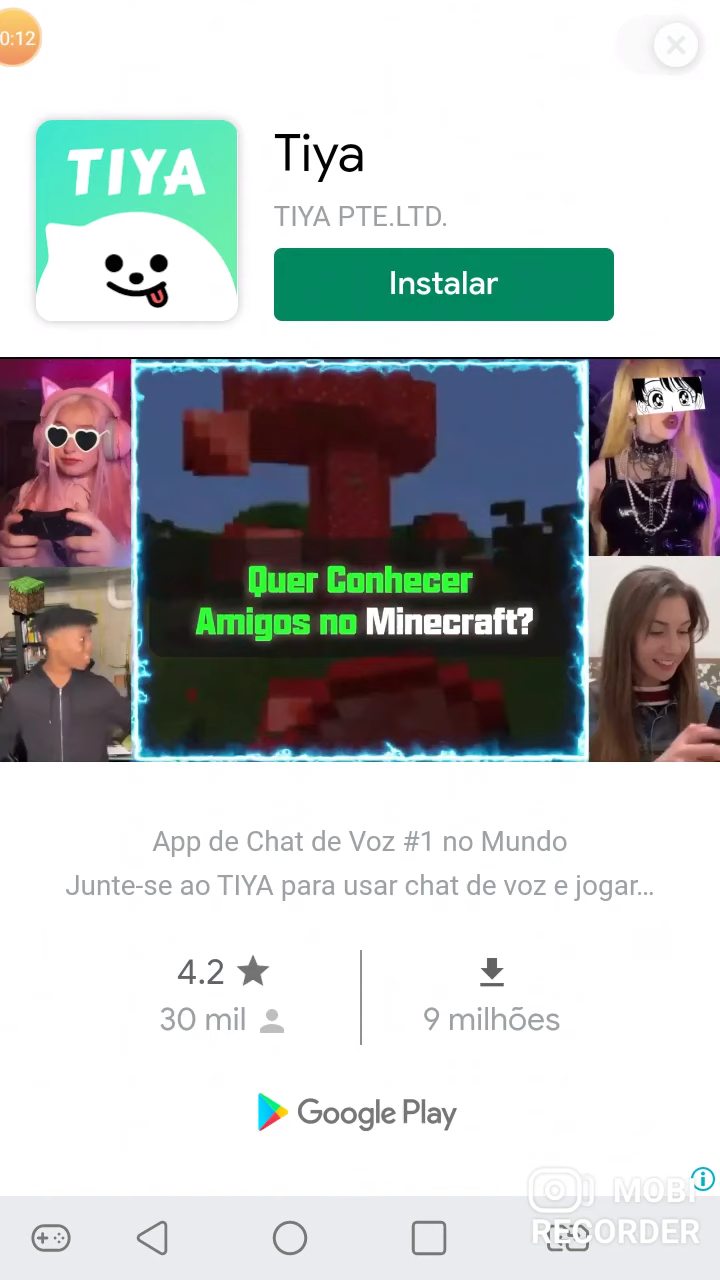 0:12
TIYA
Tiya
TIYA PTE.LTD.
Instalar
Quer Conhecer
Amigos no Minecraft?
App de Chat de Voz #1 no Mundo
Junte-se ao TIYA para usar chat de voz e jogar...
4.2
30 mil
9 milhões
Google Play
MOBI
RECORDER